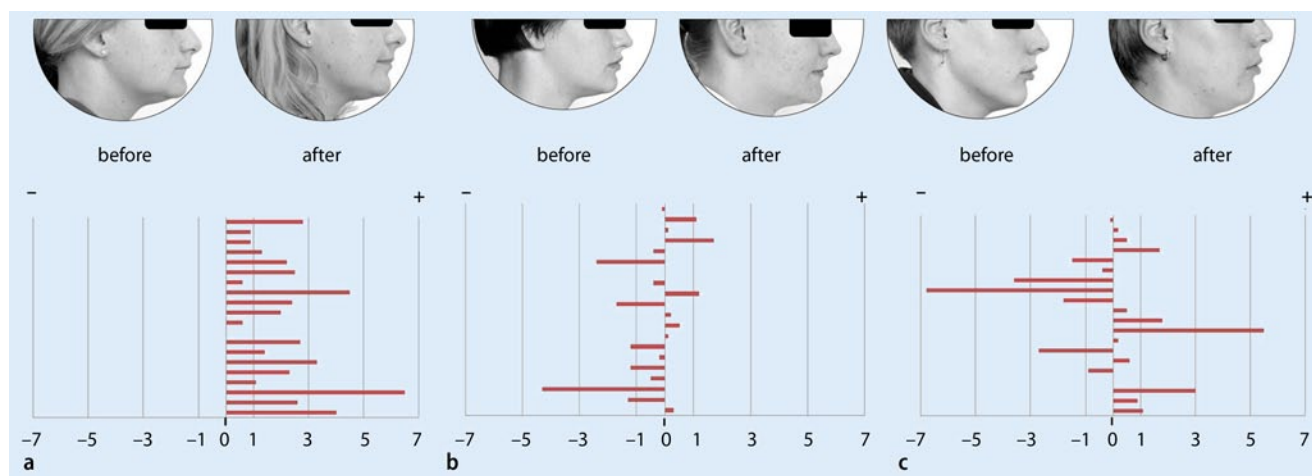 before after before after before after
− + − + − +
−7 −5 −3 −1 0 1 3 5 7 −7 −5 −3 −1 0 1 3 5 7 −7 −5 −3 −1 0 1 3 5 7
a b c